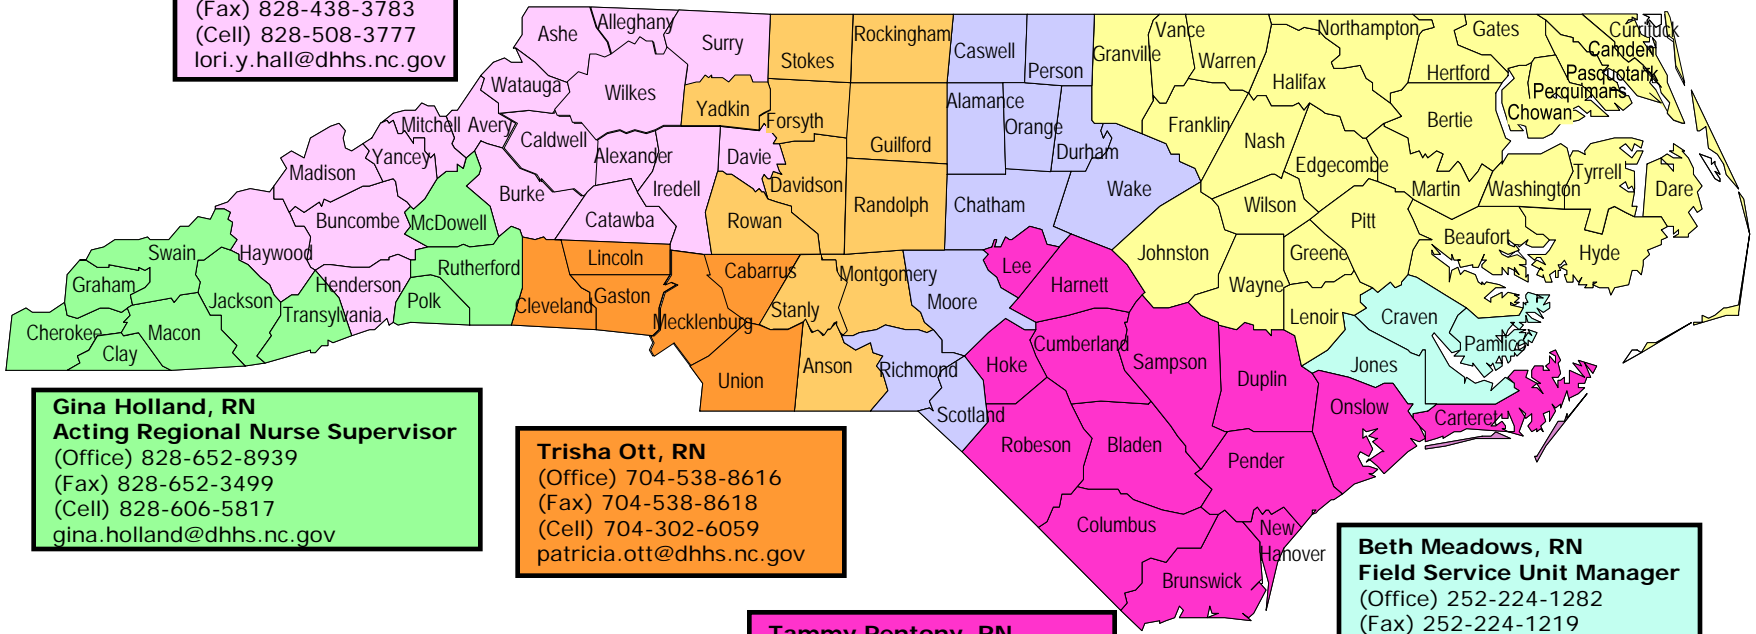 (Fax) 828-438-3783
(Cell) 828-508-3777
lori.y.hall@dhhs.nc.gov
Ashe
Alleghany
Surry
Stokes
Rockingham
Caswell
Person
Granville
Vance
Warren
Northampton
Gates
Currituck
Camden
Pasquotank
Perquimans
Chowan
Hertford
Halifax
Watauga
Wilkes
Yadkin
Forsyth
Guilford
Alamance
Orange
Durham
Franklin
Nash
Edgecombe
Bertie
Mitchell
Avery
Caldwell
Alexander
Davie
Iredell
Davidson
Randolph
Chatham
Wake
Wilson
Martin
Washington
Tyrrell
Dare
Madison
Yancey
Burke
Catawba
Rowan
Buncombe
McDowell
Haywood
Swain
Graham
Jackson
Henderson
Transylvania
Rutherford
Polk
Cherokee
Clay
Macon
Cleveland
Lincoln
Gaston
Mecklenburg
Cabarrus
Union
Stanly
Montgomery
Anson
Moore
Richmond
Scotland
Lee
Harnett
Johnston
Wayne
Greene
Pitt
Beaufort
Hyde
Lenoir
Craven
Pamlico
Jones
Hoke
Cumberland
Sampson
Duplin
Onslow
Carteret
Robeson
Bladen
Pender
Columbus
New
Hanover
Brunswick
Gina Holland, RN
Acting Regional Nurse Supervisor
(Office) 828-652-8939
(Fax) 828-652-3499
(Cell) 828-606-5817
gina.holland@dhhs.nc.gov
Trisha Ott, RN
(Office) 704-538-8616
(Fax) 704-538-8618
(Cell) 704-302-6059
patricia.ott@dhhs.nc.gov
Tammy Pentony, RN
Beth Meadows, RN
Field Service Unit Manager
(Office) 252-224-1282
(Fax) 252-224-1219